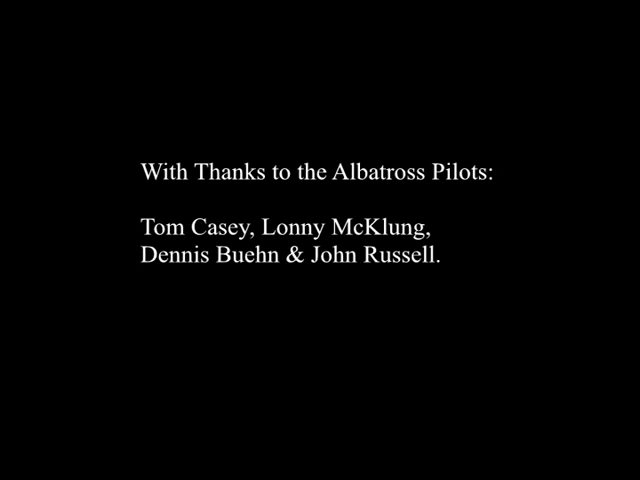 With Thanks to the Albatross Pilots:
Tom Casey, Lonny McKlung,
Dennis Buehn & John Russell.